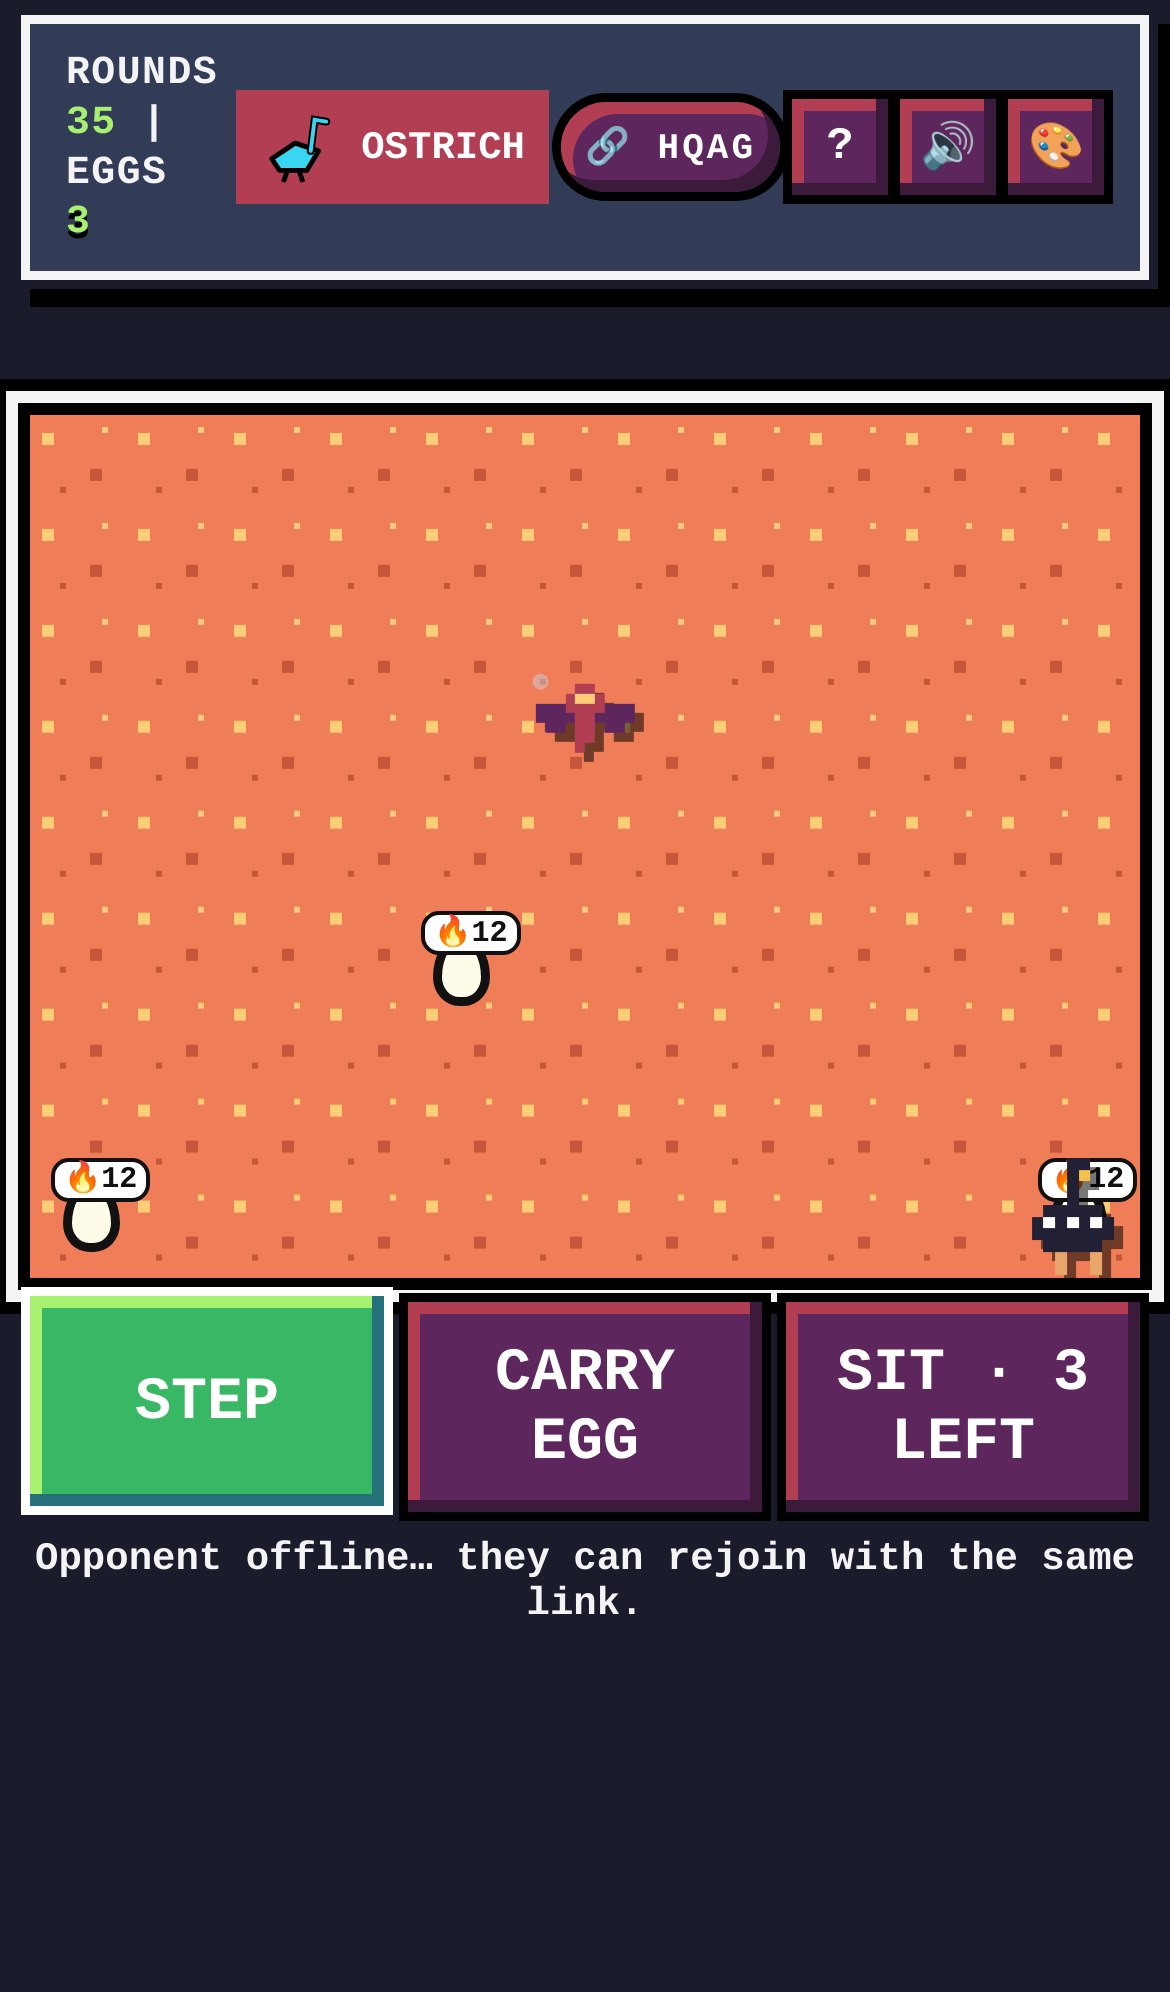 ROUNDS
35 |
EGGS
3
OSTRICH
HQAG
?
12
12
12
STEP
CARRY
EGG
SIT · 3
LEFT
Opponent offline… they can rejoin with the same
link.